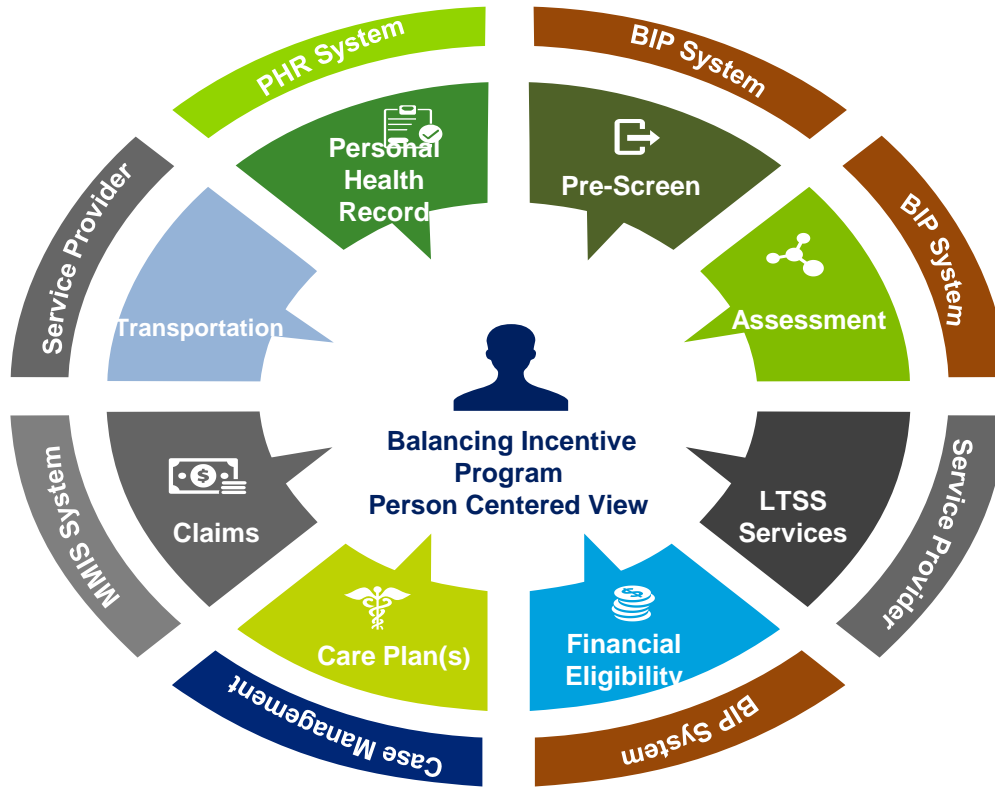 PHR System
BIP System
Personal
Health
Record
Pre-Screen
Service Provider
BIP System
Transportation
Assessment
Balancing Incentive
Program
Person Centered View
MMIS System
Claims
LTSS
Services
Service Provider
Care Plan(s)
Financial
Eligibility
Case Management
BIP System